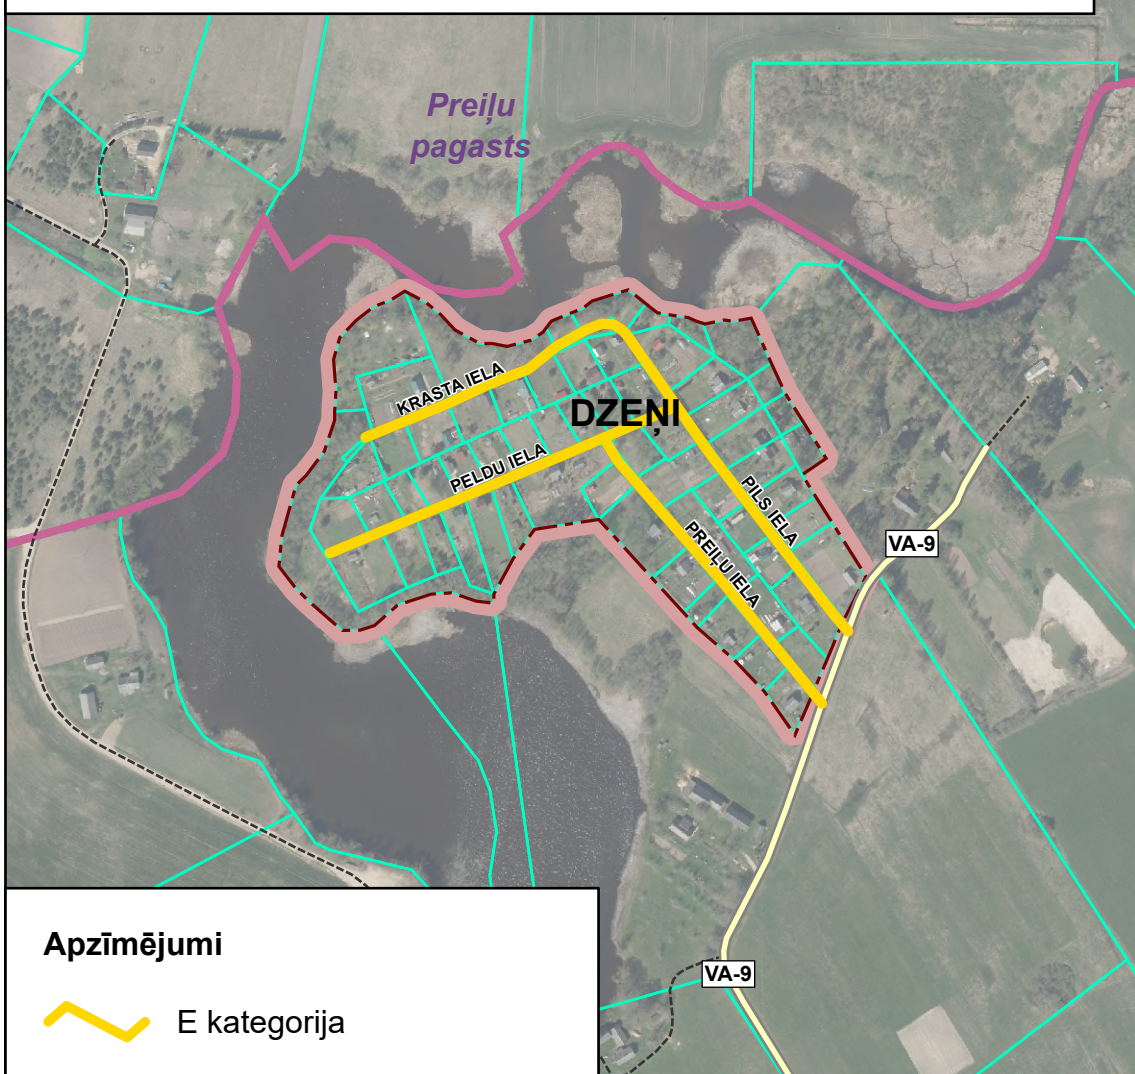 Preiļu
pagasts
KRASTA IELA
DZEŅI
PELDU IELA
PILS IELA
PREIĻU IELA
VA-9
VA-9
Apzīmējumi
E kategorija